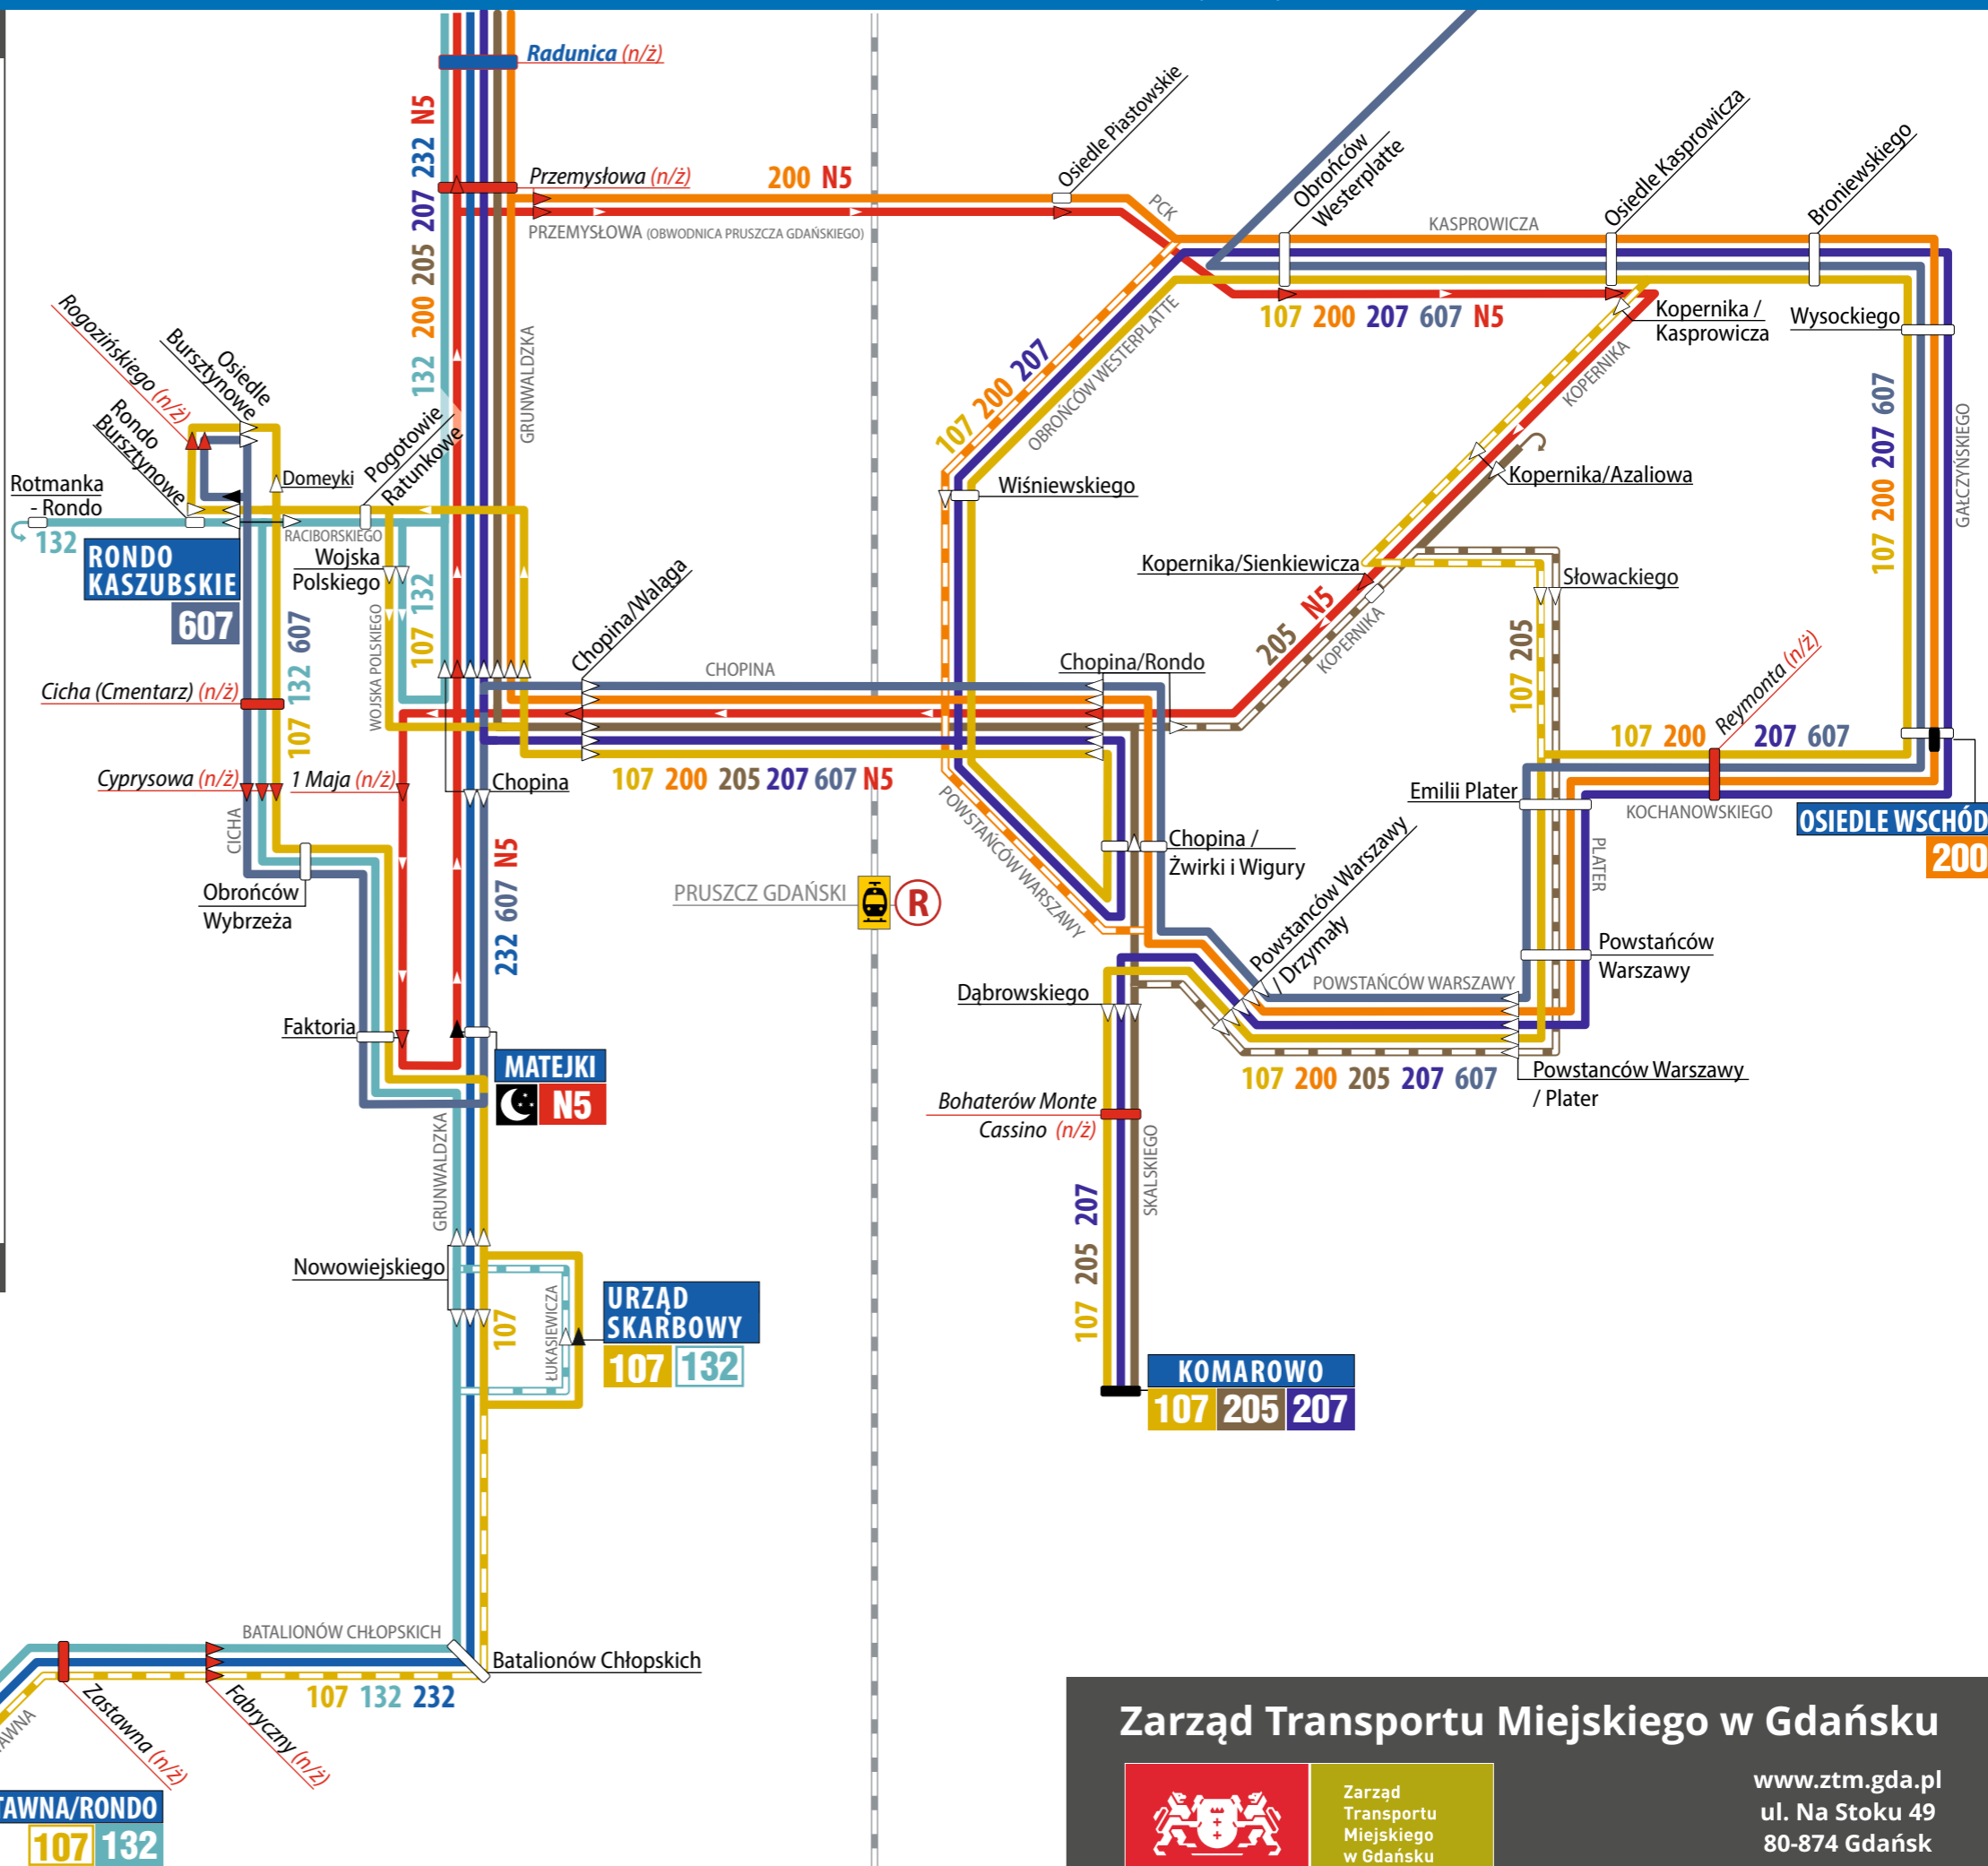 Radunica (n/ż)
132 200 205 207 232 N5
Przemysłowa (n/ż)
200 N5
PRZEMYSŁOWA (OBWODNICA PRUSZCZA GDAŃSKIEGO)
Osiedle Piastowskie
PCK
Obrońców
Westerplatte
KASPROWICZA
Osiedle Kasprowicza
Broniewskiego
107 200 207 607 N5
Kopernika /
Kasprowicza
Wysockiego
GRUNWALDZKA
107 200 207
OBROŃCÓW WESTERPLATTE
KOPERNIKA
107 200 207 607
GAŁCZYŃSKIEGO
Rogozińskiego (n/ż)
Osiedle
Bursztynowe
Rondo
Bursztynowe
Domeyki
Pogotowie
Ratunkowe
Rotmanka
- Rondo
132
RACIBORSKIEGO
RONDO
KASZUBSKIE
607
Wojska
Polskiego
WOJSKA POLSKIEGO
107 132
107 132 607
Wiśniewskiego
Kopernika/Azaliowa
Kopernika/Sienkiewicza
Słowackiego
205 N5
KOPERNIKA
107 205
Chopina/Wałąga
CHOPINA
Chopina/Rondo
Cicha (Cmentarz) (n/ż)
Cyprysowa (n/ż)
1 Maja (n/ż)
Chopina
107 200 205 207 607 N5
CICHA
Reymonta (n/ż)
107 200 207 607
KOCHANOWSKIEGO
Emilii Plater
PLATER
OSIEDLE WSCHÓD
200
POWSTAŃCÓW WARSZAWY
Chopina /
Żwirki i Wigury
Obrońców
Wybrzeża
232 607 N5
PRUSZCZ GDAŃSKI
R
Powstańców Warszawy
/ Drzymały
POWSTAŃCÓW WARSZAWY
Powstańców
Warszawy
Dąbrowskiego
Faktoria
MATEJKI
N5
107 200 205 207 607
Powstanców Warszawy
/ Plater
Bohaterów Monte
Cassino (n/ż)
SKALSKIEGO
GRUNWALDZKA
107 205 207
Nowowiejskiego
107
ŁUKASIEWICZA
URZĄD
SKARBOWY
107 132
KOMAROWO
107 205 207
BATALIONÓW CHŁOPSKICH
Batalionów Chłopskich
107 132 232
Zastawna (n/ż)
Fabryczny (n/ż)
AWNA
TAWNA/RONDO
107 132
Zarząd Transportu Miejskiego w Gdańsku
Zarząd
Transportu
Miejskiego
w Gdańsku
www.ztm.gda.pl
ul. Na Stoku 49
80-874 Gdańsk